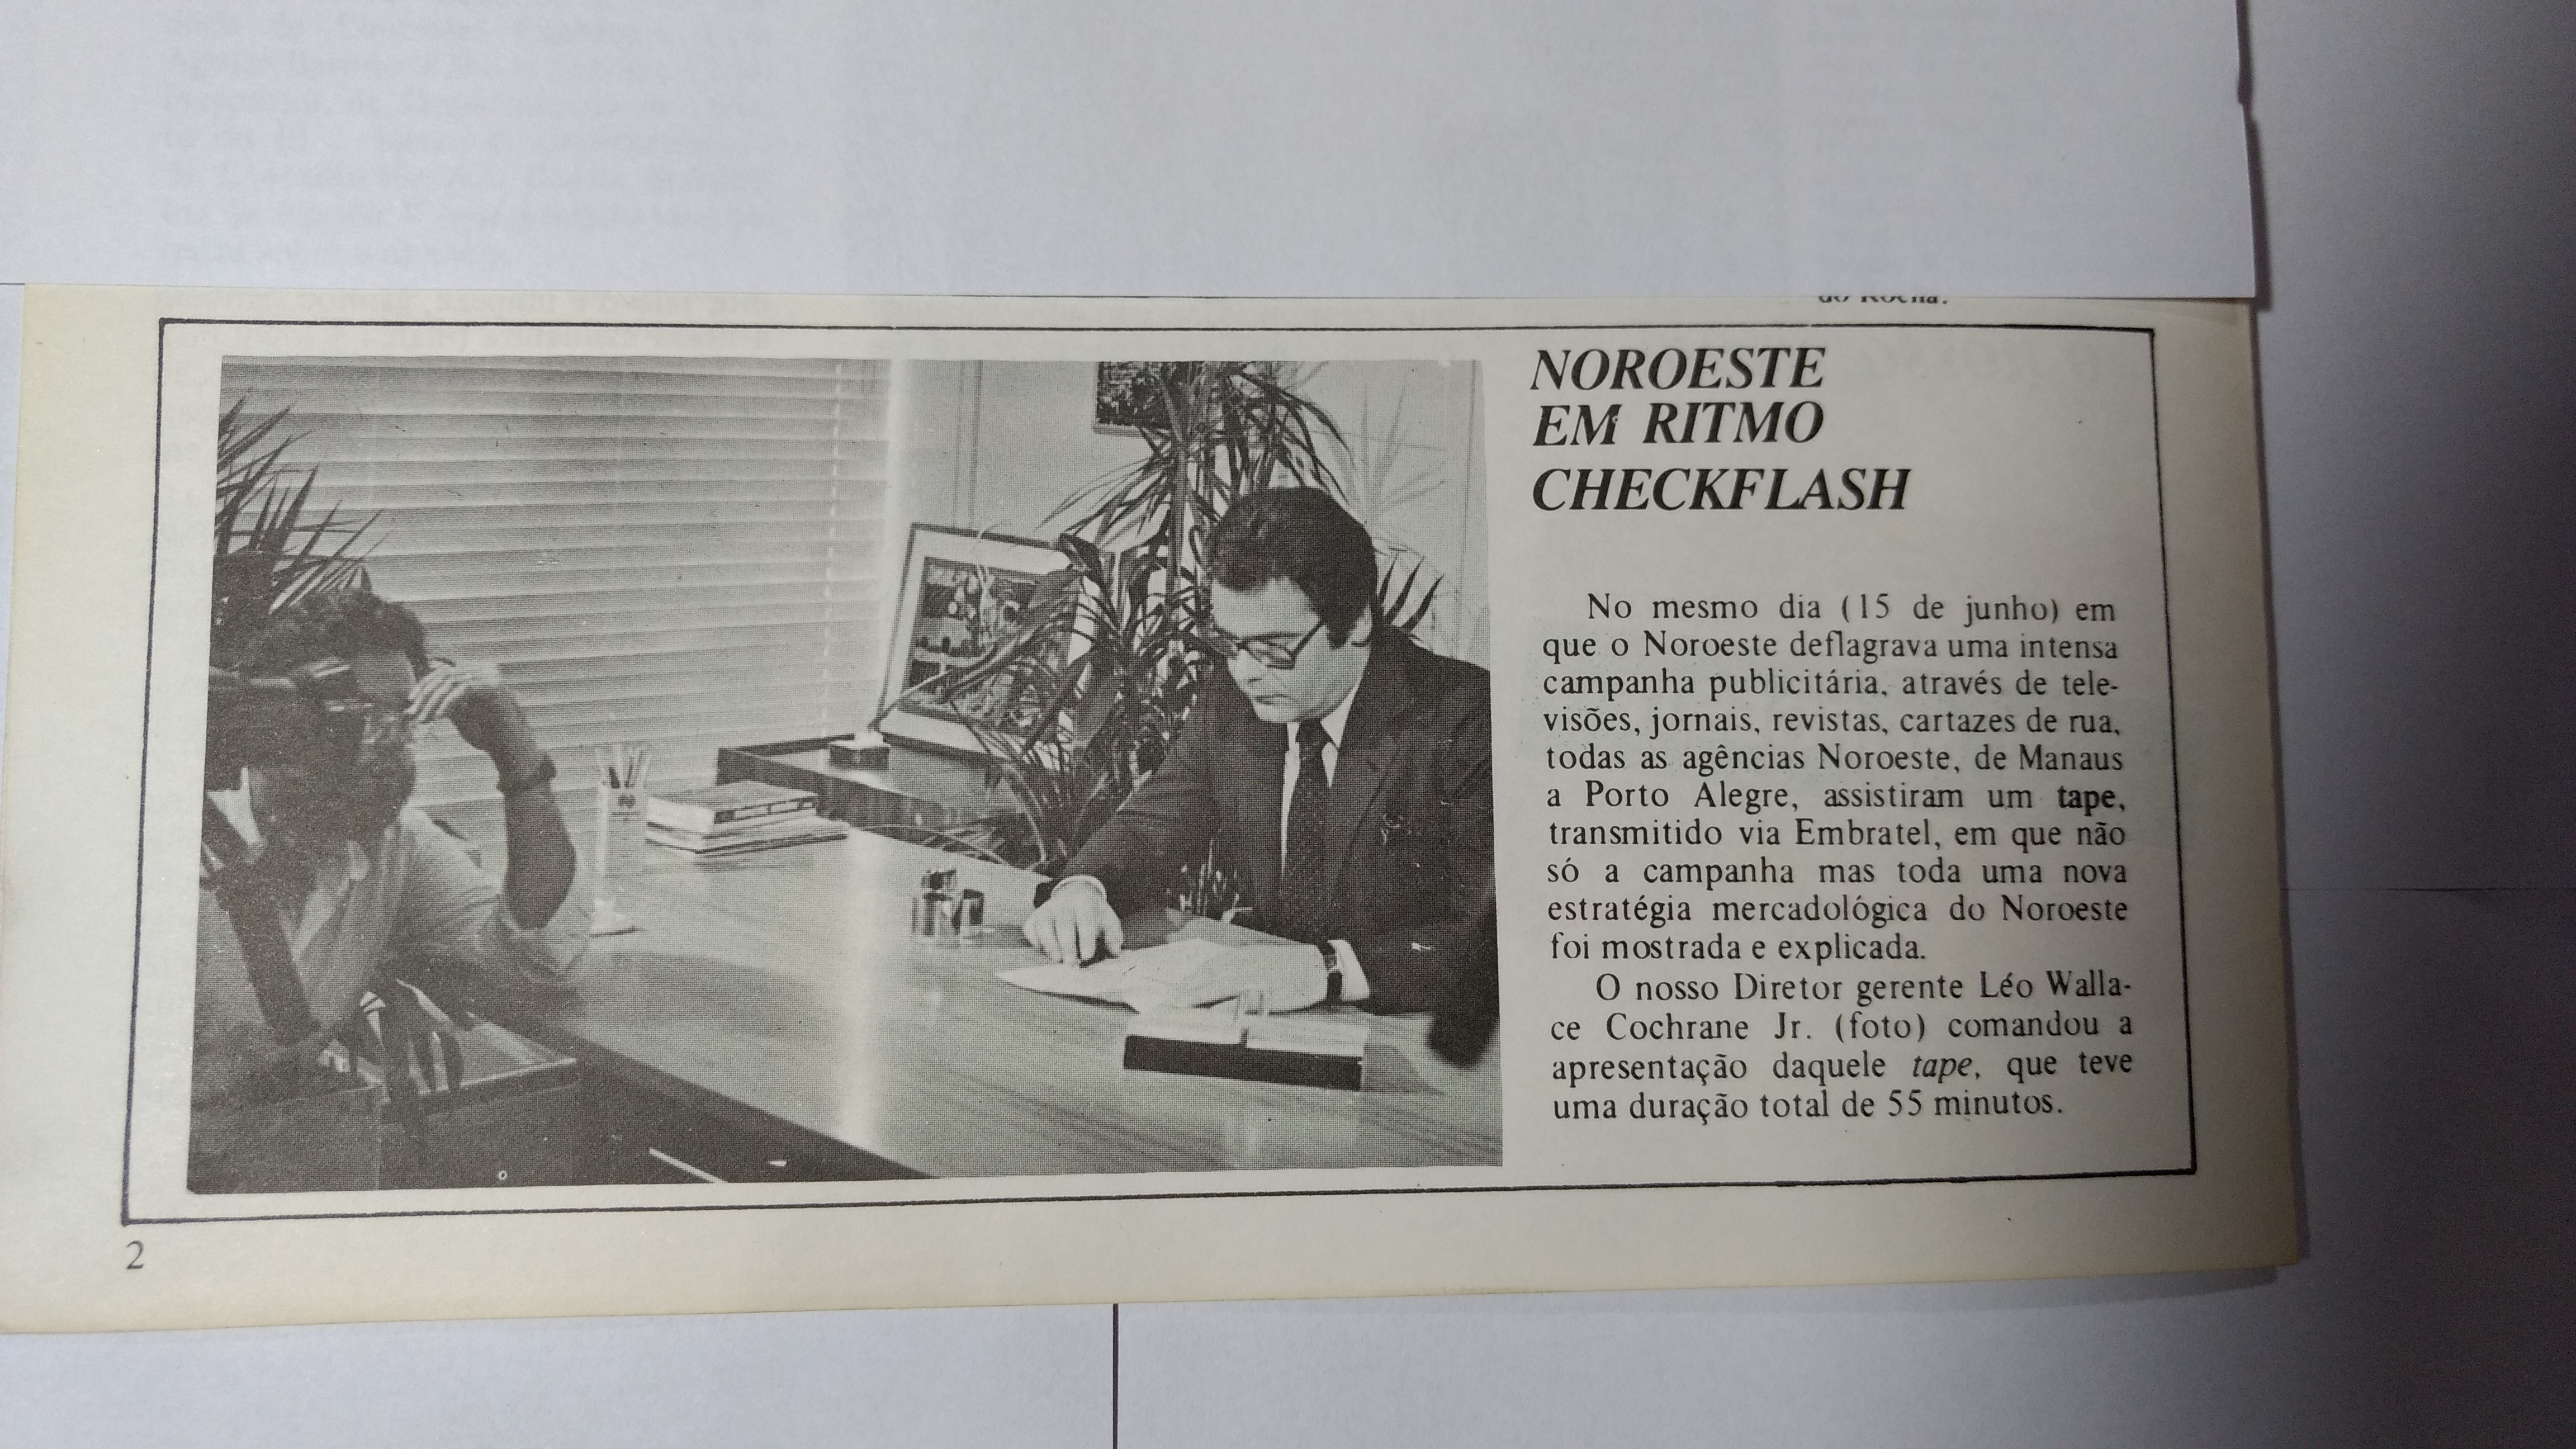 do Rocha.
NOROESTE
EM RITMO
CHECKFLASH
No mesmo dia (15 de junho) em
que o Noroeste deflagrava uma intensa
campanha publicitária, através de tele-
visões, jornais, revistas, cartazes de rua,
todas as agências Noroeste, de Manaus
a Porto Alegre, assistiram um tape,
transmitido via Embratel, em que não
só a campanha mas toda uma nova
estratégia mercadológica do Noroeste
foi mostrada e explicada.
O nosso Diretor gerente Léo Walla-
ce Cochrane Jr. (foto) comandou a
apresentação daquele tape, que teve
uma duração total de 55 minutos.
2